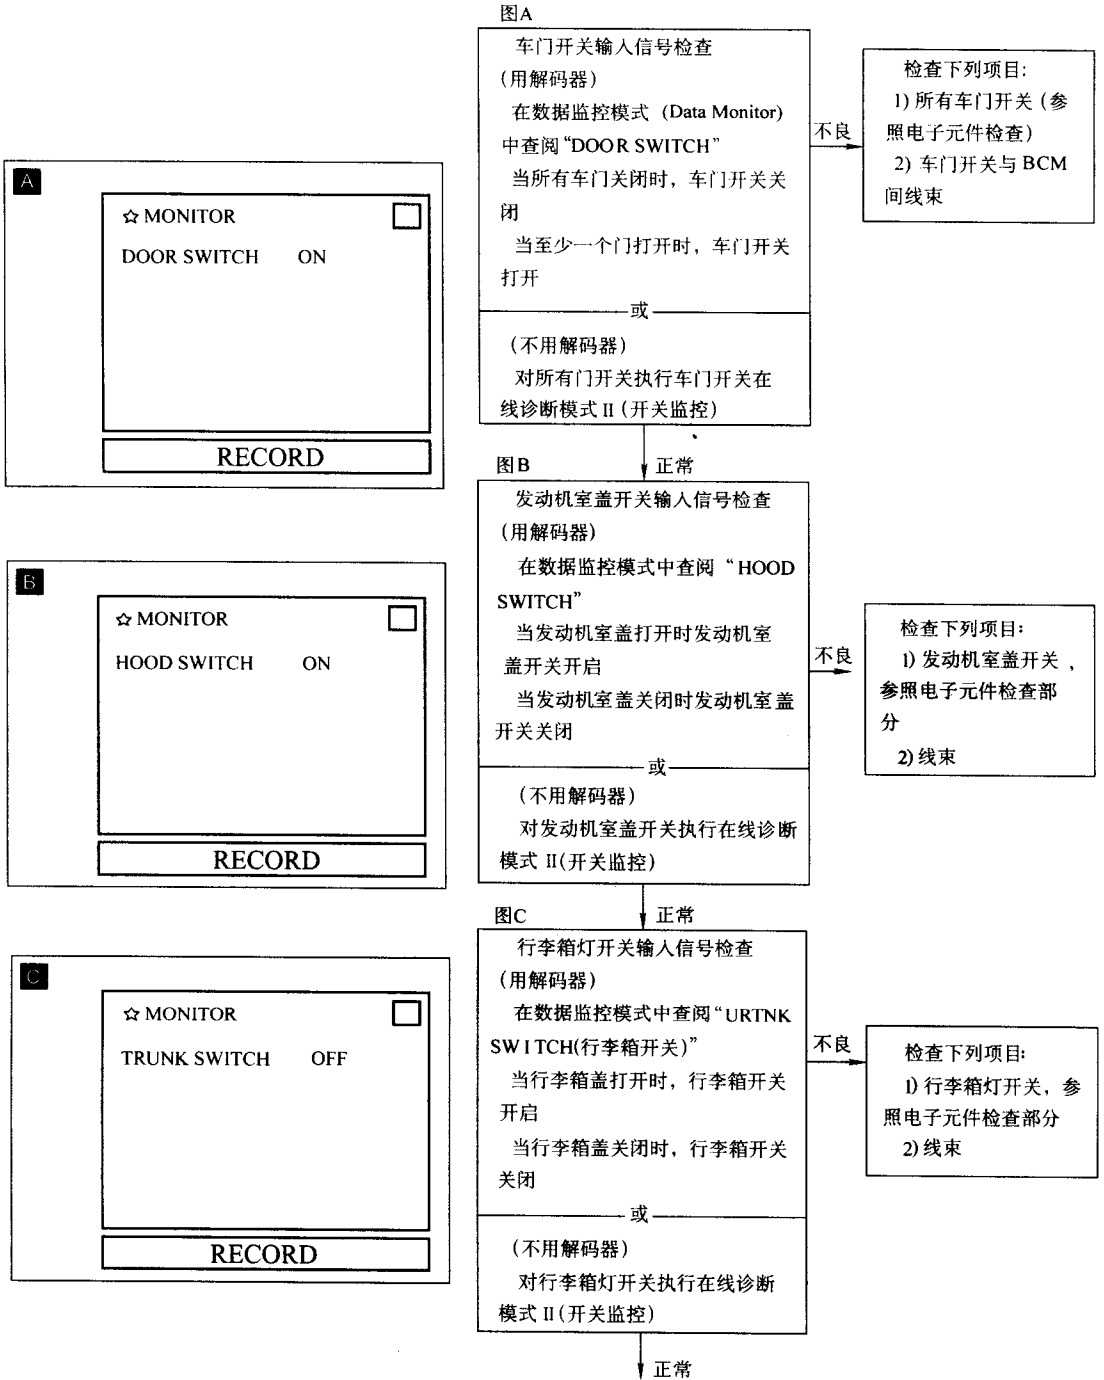 图A
车门开关输入信号检查
(用解码器)
在数据监控模式 (Data Monitor)
中查阅“DOOR SWITCH”
当所有车门关闭时，车门开关关
闭
当至少一个门打开时，车门开关
打开
或
(不用解码器)
对所有门开关执行车门开关在
线诊断模式 II (开关监控)
不良
检查下列项目:
1) 所有车门开关 (参
照电子元件检查)
2) 车门开关与 BCM
间线束
A
☆ MONITOR
DOOR SWITCH ON
RECORD
正常
图B
发动机室盖开关输入信号检查
(用解码器)
在数据监控模式中查阅 “HOOD
SWITCH”
当发动机室盖打开时发动机室
盖开关开启
当发动机室盖关闭时发动机室盖
开关关闭
或
(不用解码器)
对发动机室盖开关执行在线诊断
模式 II(开关监控)
不良
检查下列项目:
1) 发动机室盖开关，
参照电子元件检查部
分
2) 线束
B
☆ MONITOR
HOOD SWITCH ON
RECORD
正常
图C
行李箱灯开关输入信号检查
(用解码器)
在数据监控模式中查阅“URTNK
SWITCH(行李箱开关)”
当行李箱盖打开时，行李箱开关
开启
当行李箱盖关闭时，行李箱开关
关闭
或
(不用解码器)
对行李箱灯开关执行在线诊断
模式 II (开关监控)
不良
检查下列项目:
1) 行李箱灯开关，参
照电子元件检查部分
2) 线束
C
☆ MONITOR
TRUNK SWITCH OFF
RECORD
正常